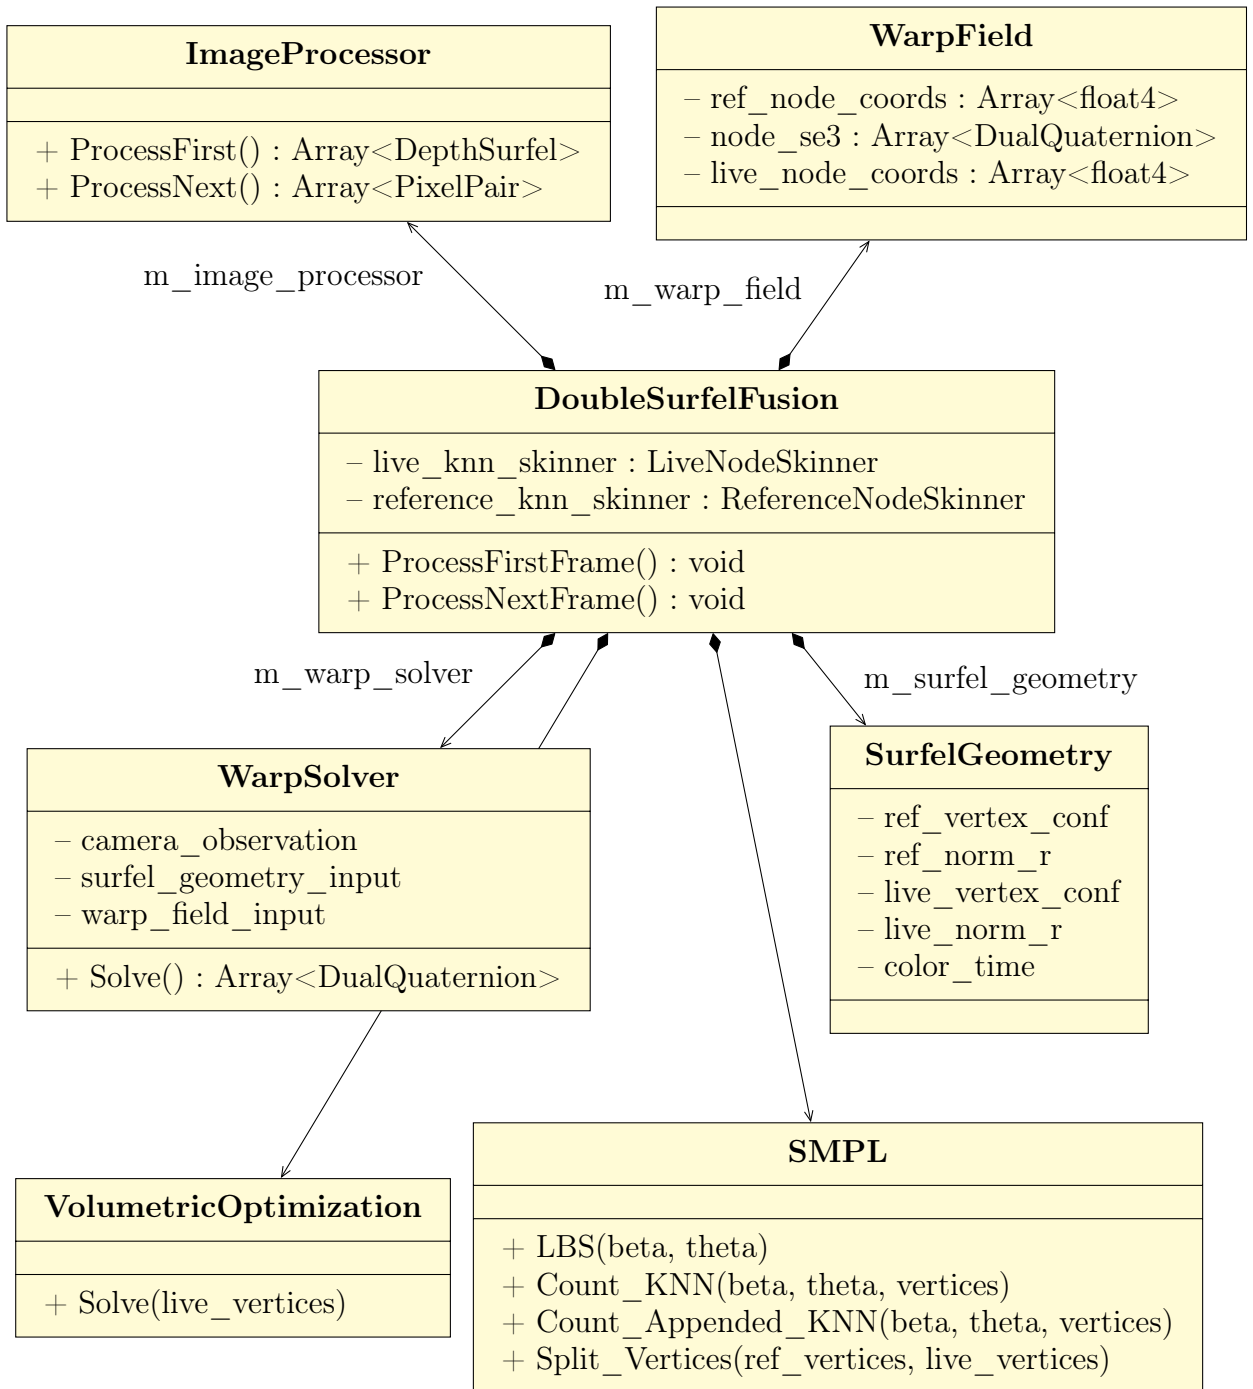 ImageProcessor
+ ProcessFirst() : Array<DepthSurfel>
+ ProcessNext() : Array<PixelPair>
WarpField
– ref_node_coords : Array<float4>
– node_se3 : Array<DualQuaternion>
– live_node_coords : Array<float4>
m_image_processor
m_warp_field
DoubleSurfelFusion
– live_knn_skinner : LiveNodeSkinner
– reference_knn_skinner : ReferenceNodeSkinner
+ ProcessFirstFrame() : void
+ ProcessNextFrame() : void
m_warp_solver
m_surfel_geometry
WarpSolver
– camera_observation
– surfel_geometry_input
– warp_field_input
+ Solve() : Array<DualQuaternion>
SurfelGeometry
– ref_vertex_conf
– ref_norm_r
– live_vertex_conf
– live_norm_r
– color_time
VolumetricOptimization
+ Solve(live_vertices)
SMPL
+ LBS(beta, theta)
+ Count_KNN(beta, theta, vertices)
+ Count_Appended_KNN(beta, theta, vertices)
+ Split_Vertices(ref_vertices, live_vertices)